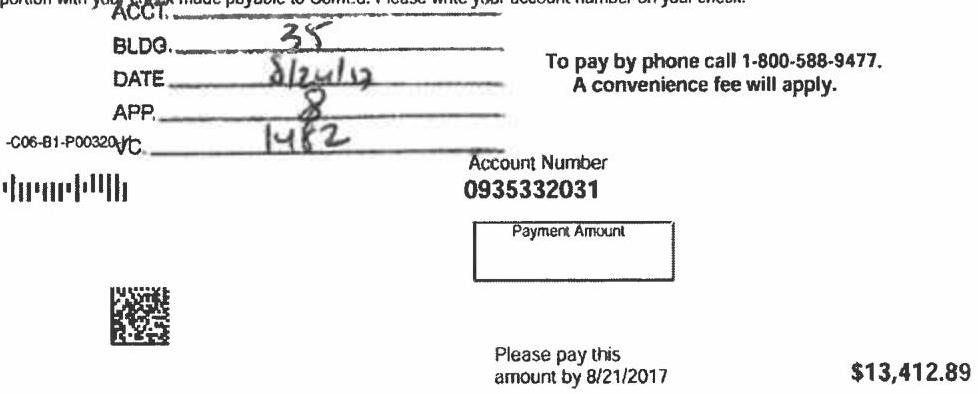 portion with your check made payable to ComEd. Please write your account number on your check.
ACCT.
BLDG. 35
DATE 8/24/17
APP. 8
VC. 1482
To pay by phone call 1-800-588-9477.
A convenience fee will apply.
-C06-B1-P00320-
Account Number
0935332031
Payment Amount
Please pay this
amount by 8/21/2017
$13,412.89